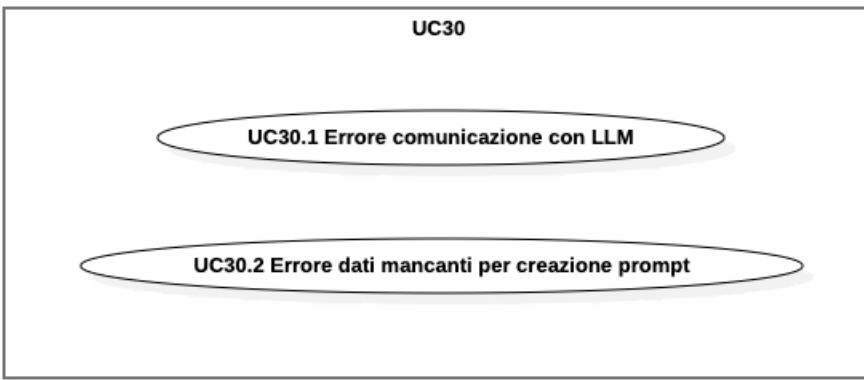 UC30
UC30.1 Errore comunicazione con LLM
UC30.2 Errore dati mancanti per creazione prompt